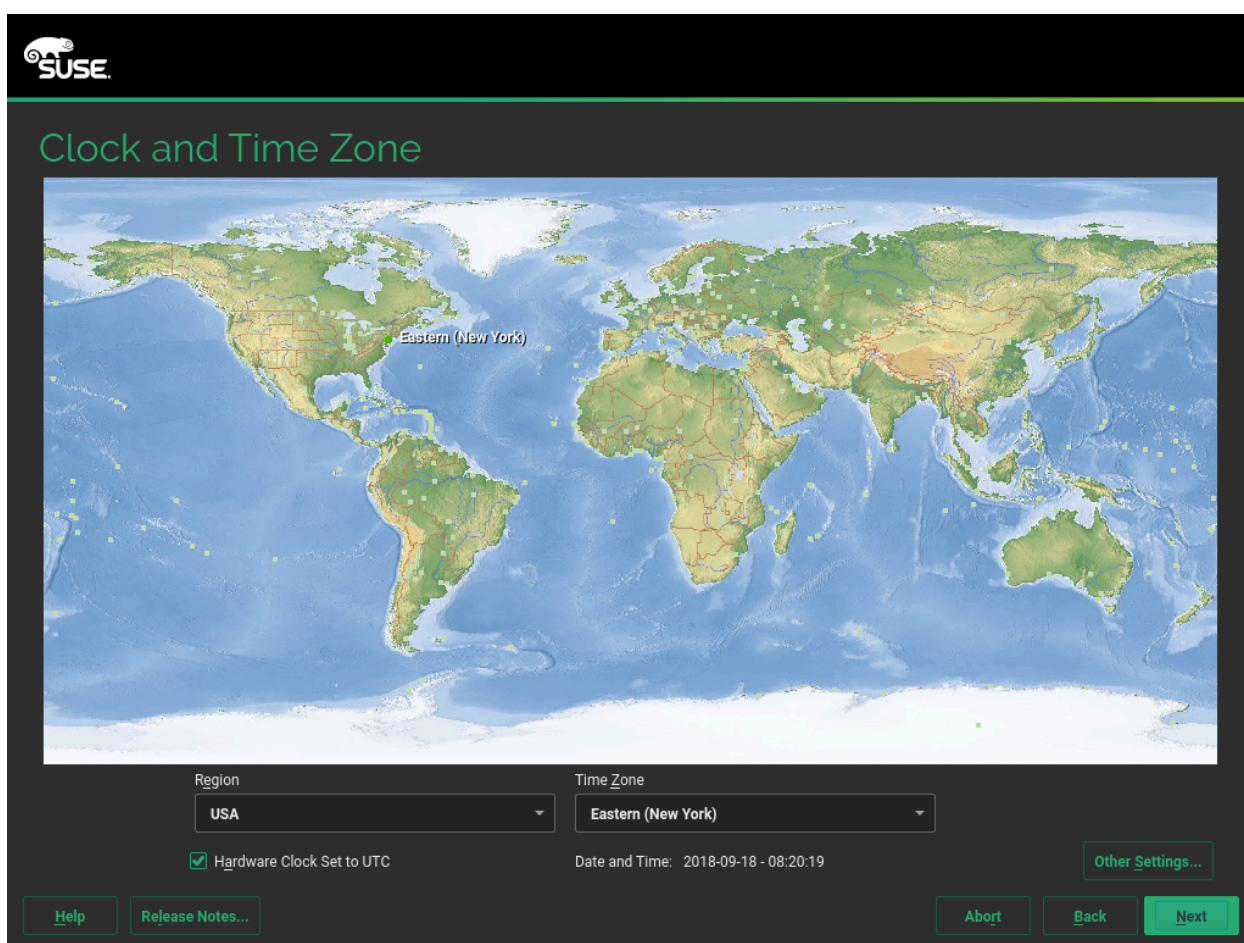 SUSE.
Clock and Time Zone
Eastern (New York)
Region
Time Zone
USA
Eastern (New York)
Hardware Clock Set to UTC
Date and Time: 2018-09-18 - 08:20:19
Other Settings...
Help
Release Notes...
Abort
Back
Next